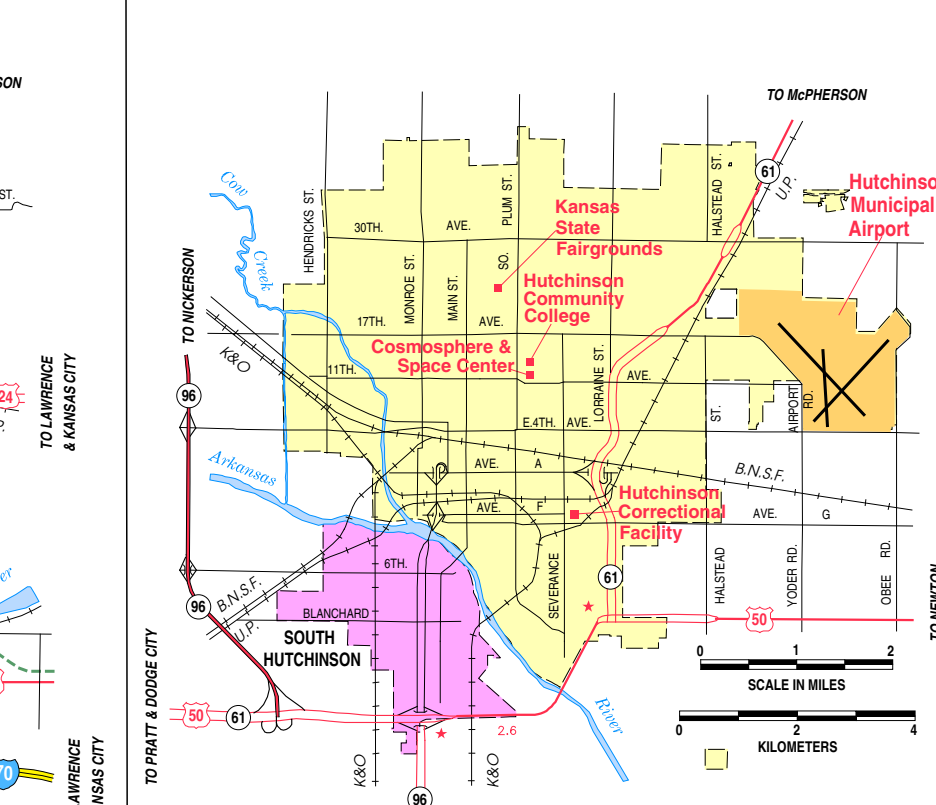 SON
TO McPHERSON
ST.
61
U.P.
Hutchinso
Municipal
Airport
Cow
Creek
HENDRICKS ST.
PLUM ST.
SO.
HALSTEAD ST.
Kansas
State
Fairgrounds
30TH.
AVE.
MONROE ST.
MAIN ST.
TO NICKERSON
Hutchinson
Community
College
17TH.
AVE.
Cosmosphere &
Space Center
K&O
11TH.
AVE.
LORRAINE ST.
24
TO LAWRENCE
& KANSAS CITY
96
E.4TH
AVE.
ST.
AIRPORT
RD.
Arkansas
AVE.
A
B.N.S.F.
Hutchinson
Correctional
Facility
AVE.
F
AVE.
G
6TH.
SEVERANCE
61
HALSTEAD
YODER RD.
OBEE RD.
er
B.N.S.F.
U.P.
96
BLANCHARD
SOUTH
HUTCHINSON
50
TO NEWTON
0
1
2
SCALE IN MILES
TO PRATT & DODGE CITY
50
61
2.6
River
0
2
4
KILOMETERS
K&O
K&O
96
70
AWRENCE
NSAS CITY